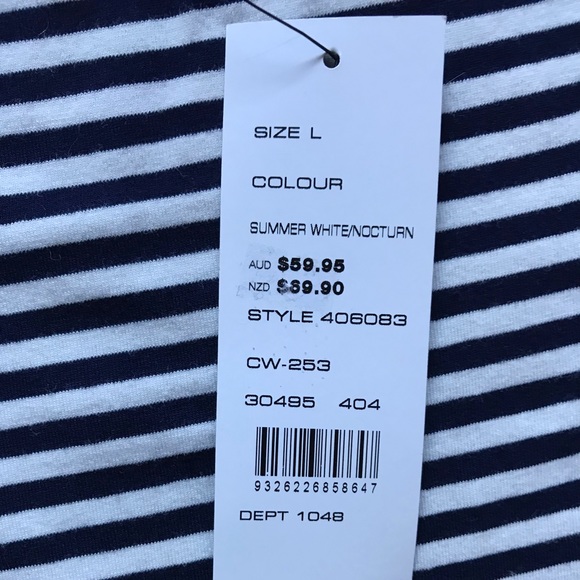 SIZE L
COLOUR
SUMMER WHITE/NOCTURN
AUD $59.95
NZD $69.90
STYLE 406083
CW-253
30495 404
9326226858647
DEPT 1048